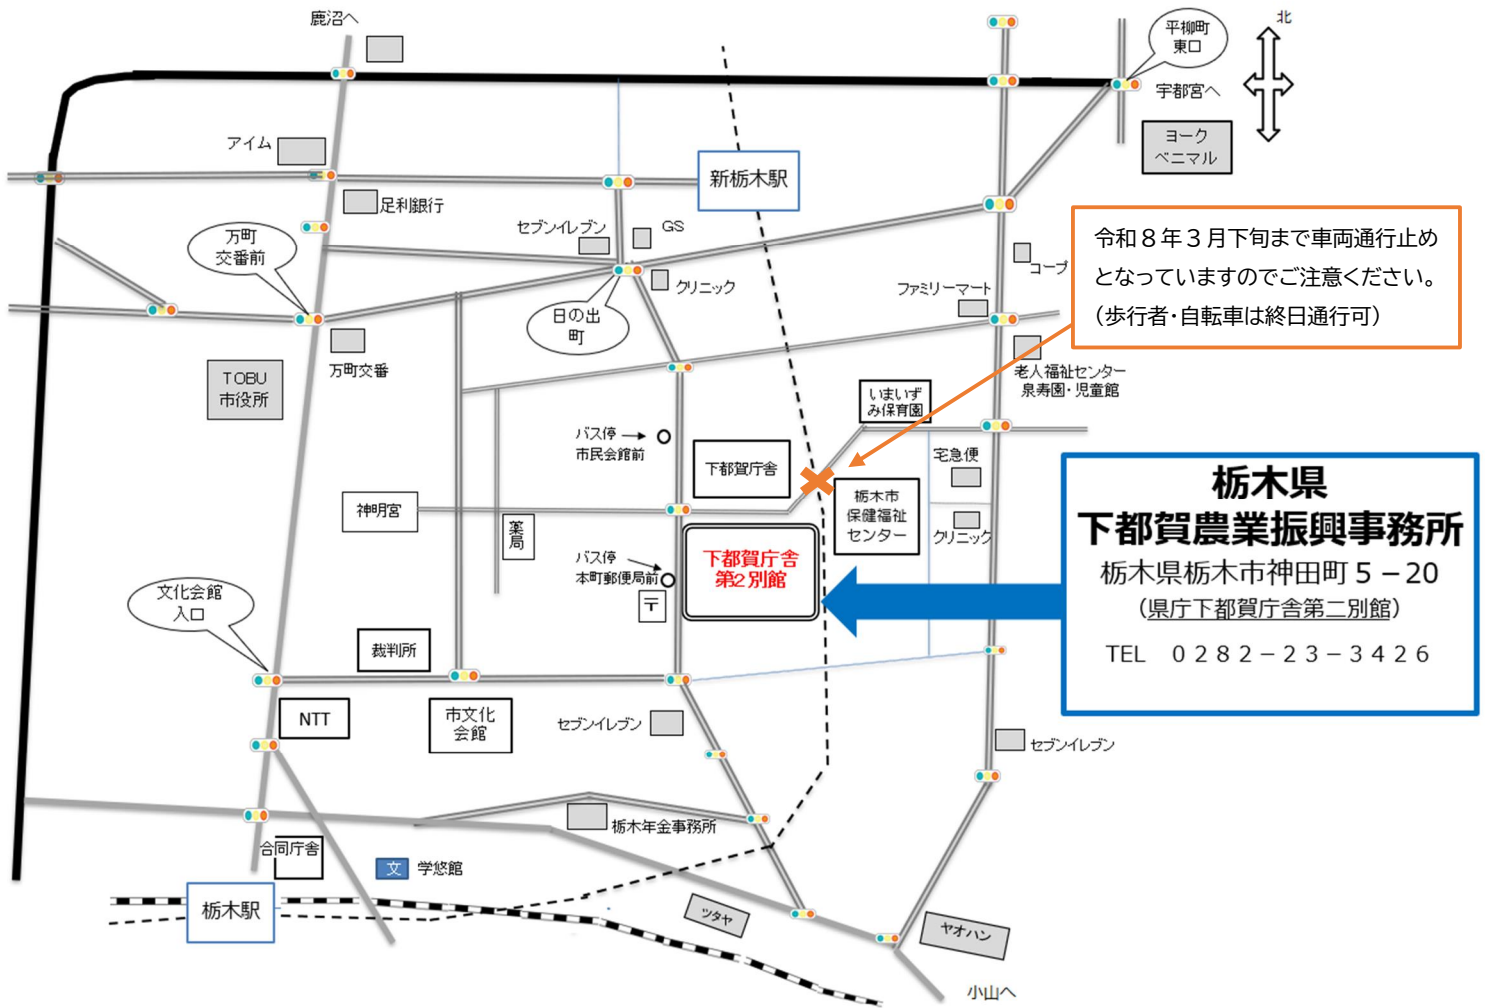 鹿沼へ
北
平柳町
東口
宇都宮へ
ヨーク
ベニマル
アイム
新栃木駅
足利銀行
セブンイレブン
GS
万町
交番前
クリニック
コープ
ファミリーマート
令和８年３月下旬まで車両通行止め
となっていますのでご注意ください。
（歩行者・自転車は終日通行可）
日の出
町
万町交番
TOBU
市役所
老人福祉センター
泉寿園・児童館
いまいず
み保育園
バス停
市民会館前
下都賀庁舎
宅急便
神明宮
薬局
栃木市
保健福祉
センター
クリニック
バス停
本町郵便局前
〒
下都賀庁舎
第2別館
栃木県
下都賀農業振興事務所
栃木県栃木市神田町５－20
（県庁下都賀庁舎第二別館）
TEL　０２８２－２３－３４２６
文化会館
入口
裁判所
NTT
市文化
会館
セブンイレブン
セブンイレブン
栃木年金事務所
合同庁舎
文
学悠館
栃木駅
ツタヤ
ヤオハン
小山へ